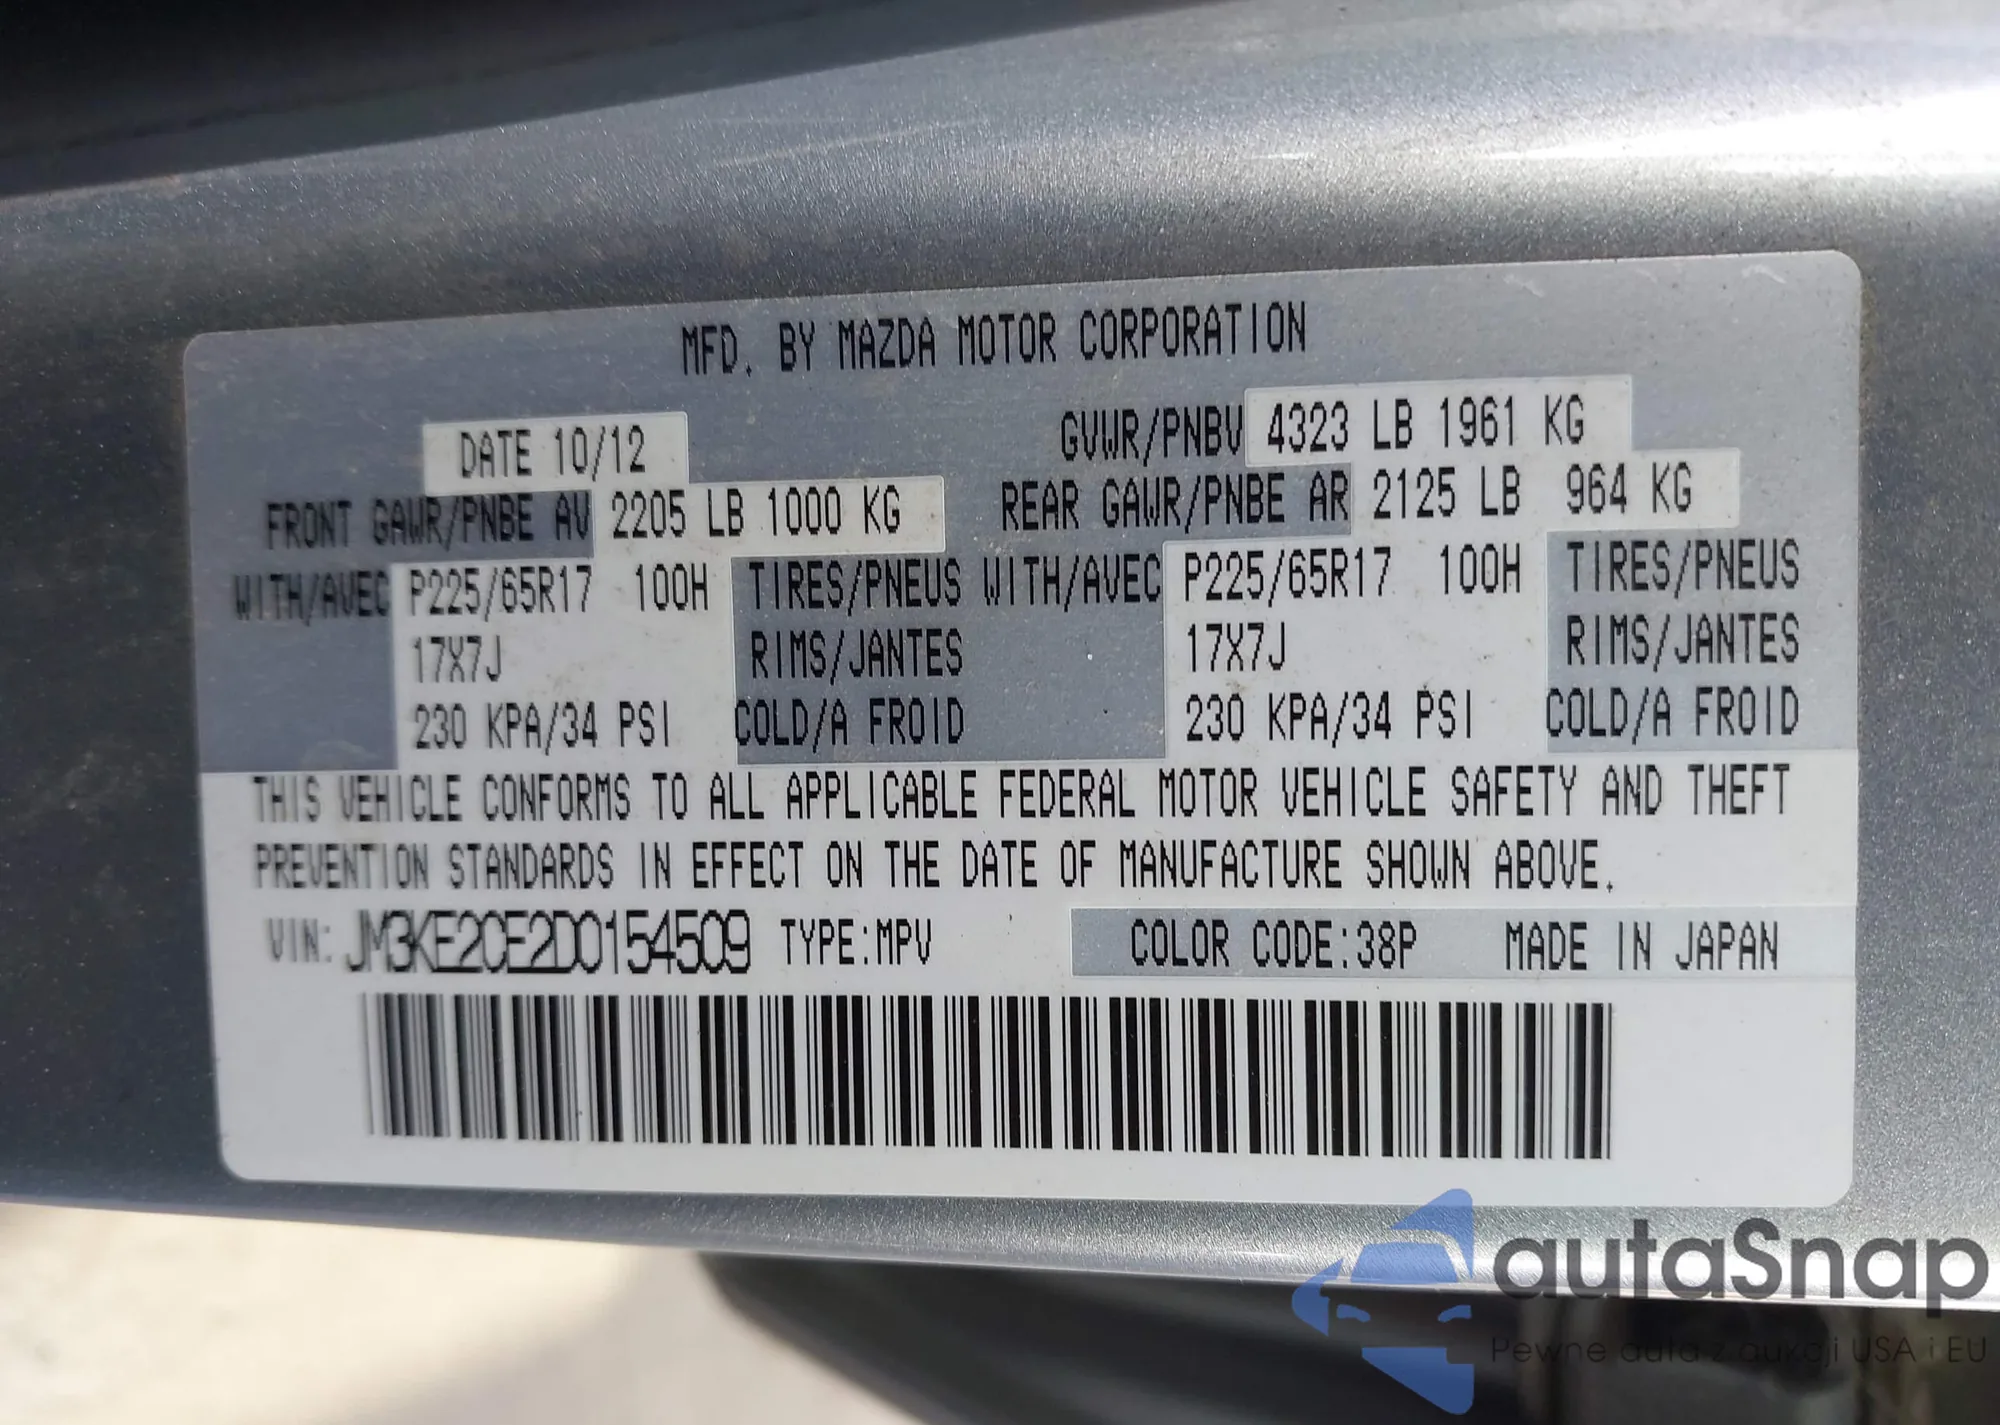 MFD. BY MAZDA MOTOR CORPORATION
DATE 10/12 GVWR/PNBV 4323 LB 1961 KG
FRONT GAWR/PNBE AV 2205 LB 1000 KG REAR GAWR/PNBE AR 2125 LB 964 KG
WITH/AVEC P225/65R17 100H TIRES/PNEUS WITH/AVEC P225/65R17 100H TIRES/PNEUS
17X7J RIMS/JANTES 17X7J RIMS/JANTES
230 KPA/34 PSI COLD/A FROID 230 KPA/34 PSI COLD/A FROID
THIS VEHICLE CONFORMS TO ALL APPLICABLE FEDERAL MOTOR VEHICLE SAFETY AND THEFT
PREVENTION STANDARDS IN EFFECT ON THE DATE OF MANUFACTURE SHOWN ABOVE.
VIN: JM3KE2CE2D0154509 TYPE:MPV COLOR CODE:38P MADE IN JAPAN
autaSnap
Pewne auta z aukcji USA i EU